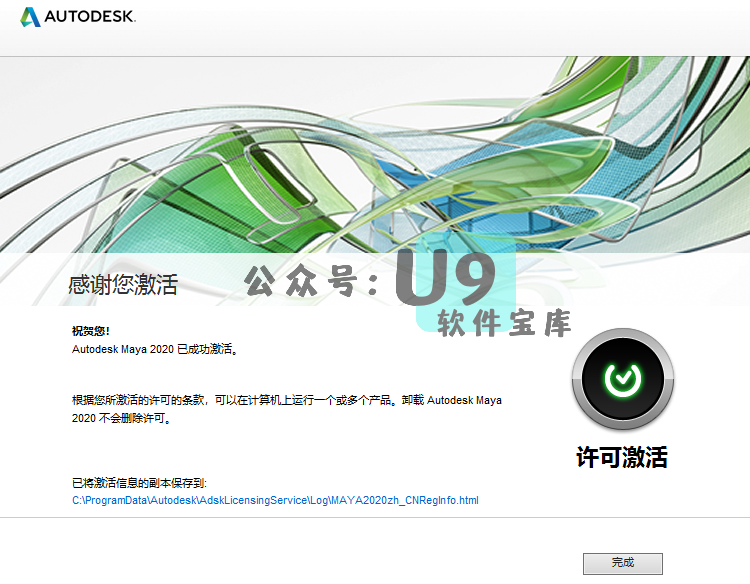 AUTODESK.
感谢您激活
公众号：U9
软件宝库
祝贺您！
Autodesk Maya 2020 已成功激活。
根据您所激活的许可的条款，可以在计算机上运行一个或多个产品。卸载 Autodesk Maya
2020 不会删除许可。
许可激活
已将激活信息的副本保存到:
C:\ProgramData\Autodesk\AdskLicensingService\Log\MAYA2020zh_CNRegInfo.html
完成